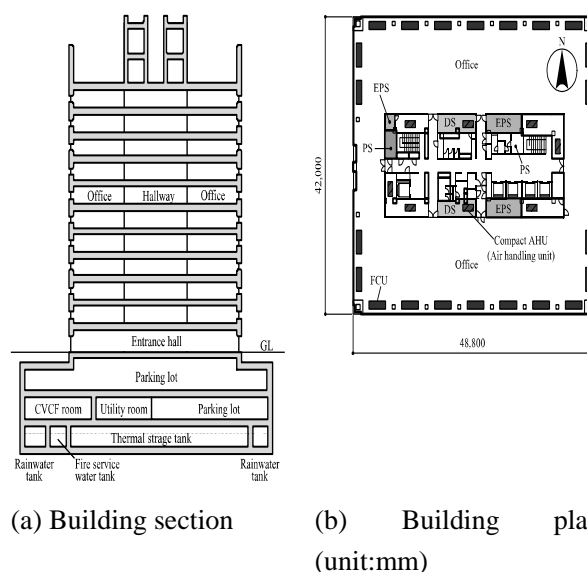 Office Hallway Office
Entrance hall
GL
Parking lot
CVCF room Utility room Parking lot
Thermal strage tank
Rainwater
tank
Fire service
water tank
Rainwater
tank
(a) Building section
N
Office
EPS
DS EPS
PS
PS
DS EPS
Compact AHU
(Air handling unit)
Office
FCU
42,000
48,800
(b) Building pla
(unit:mm)